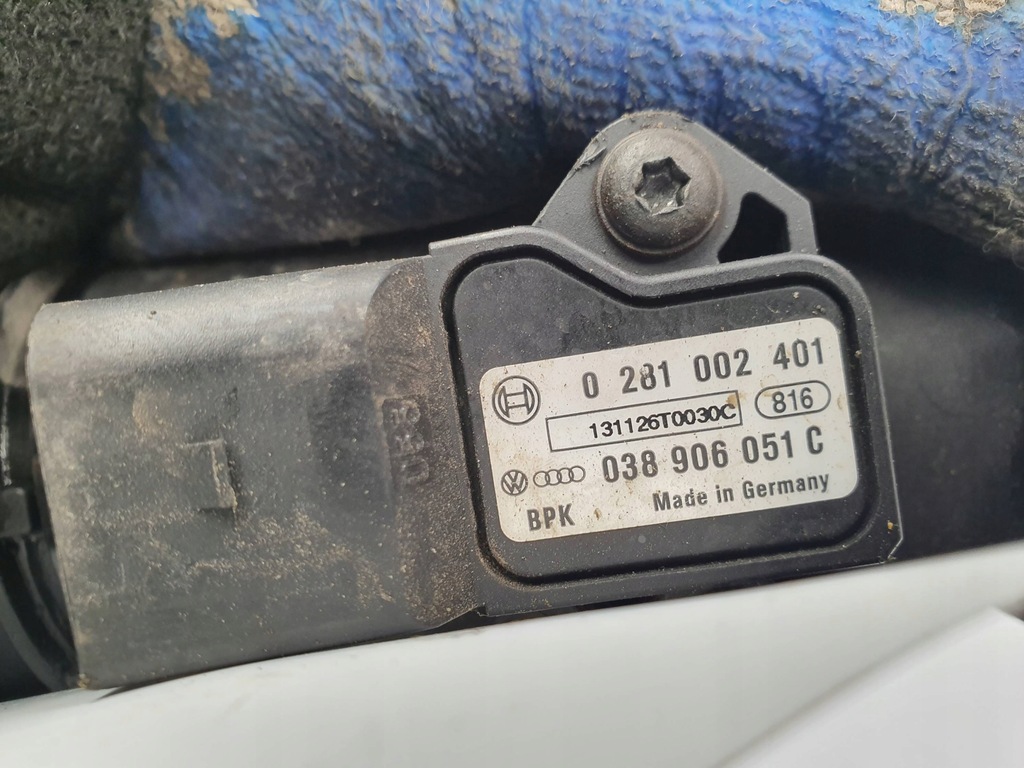 0 281 002 401
131126T0030C
816
038 906 051 C
Made in Germany
BPK